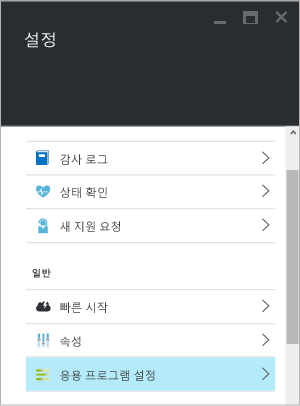 설정
감사 로그
상태 확인
새 지원 요청
일반
빠른 시작
속성
응용 프로그램 설정